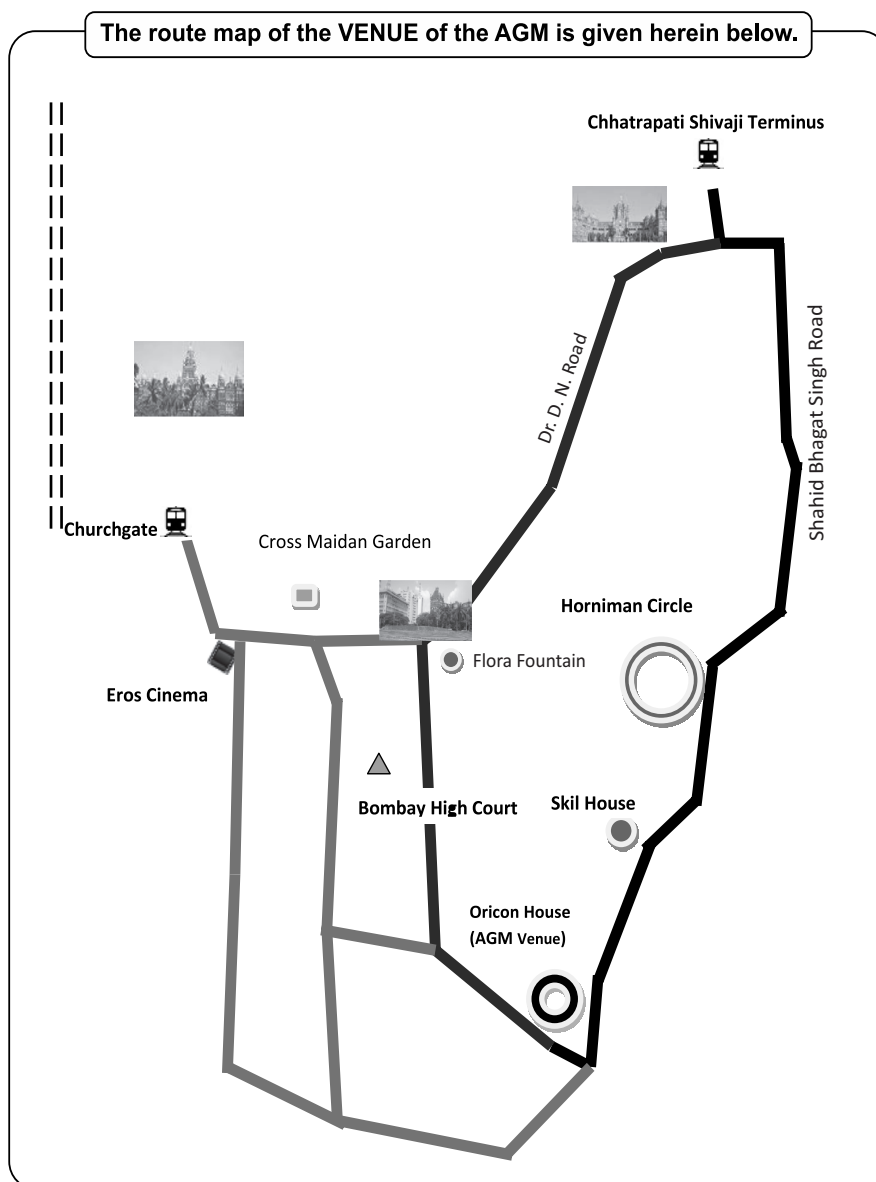 The route map of the VENUE of the AGM is given herein below.
Chhatrapati Shivaji Terminus
Dr. D. N. Road
Shahid Bhagat Singh Road
Churchgate
Cross Maidan Garden
Horniman Circle
Flora Fountain
Eros Cinema
Bombay High Court
Skil House
Oricon House
(AGM Venue)